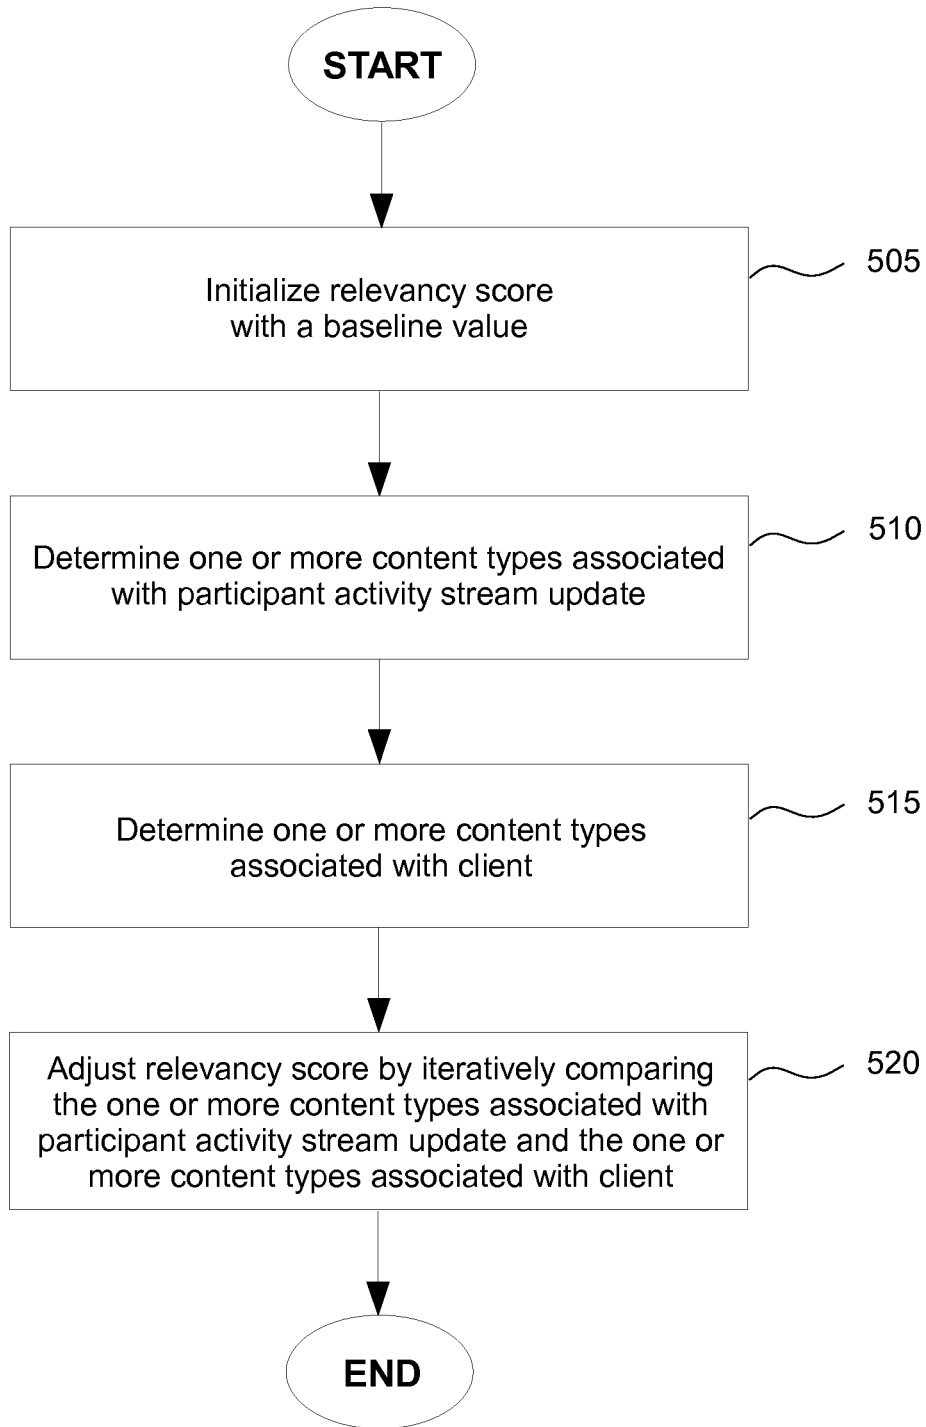 START
Initialize relevancy score
with a baseline value
505
Determine one or more content types associated
with participant activity stream update
510
Determine one or more content types
associated with client
515
Adjust relevancy score by iteratively comparing
the one or more content types associated with
participant activity stream update and the one or
more content types associated with client
520
END